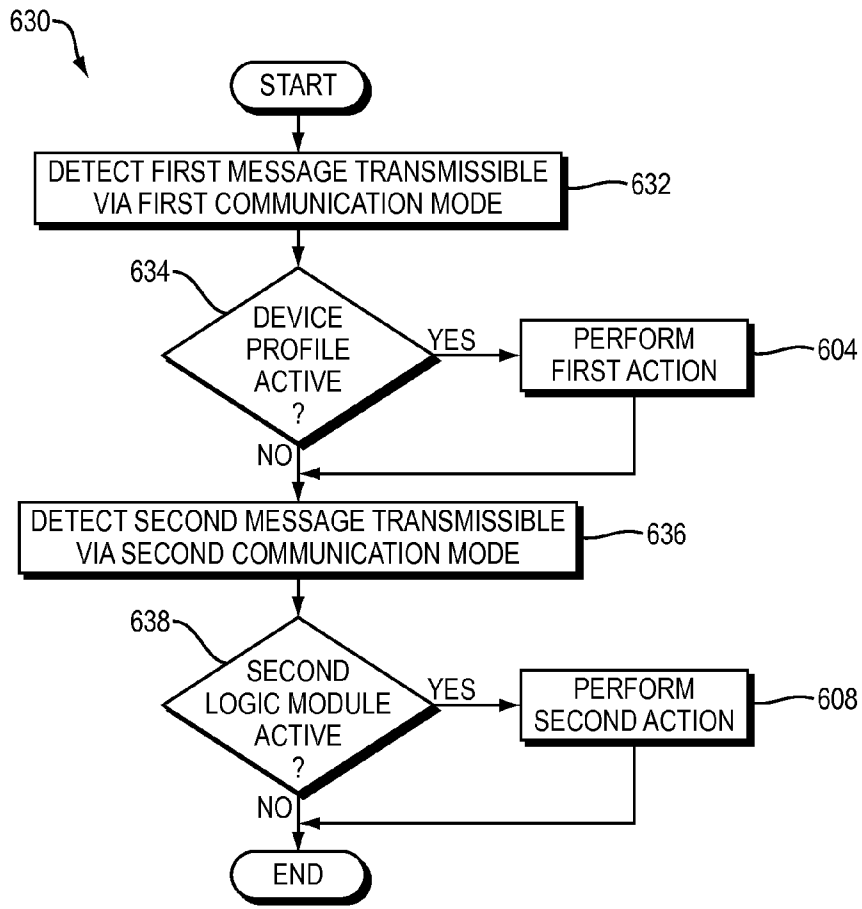 630
START
DETECT FIRST MESSAGE TRANSMISSIBLE
VIA FIRST COMMUNICATION MODE
632
634
DEVICE
PROFILE
ACTIVE
?
YES
PERFORM
FIRST ACTION
604
NO
DETECT SECOND MESSAGE TRANSMISSIBLE
VIA SECOND COMMUNICATION MODE
636
638
SECOND
LOGIC MODULE
ACTIVE
?
YES
PERFORM
SECOND ACTION
608
NO
END